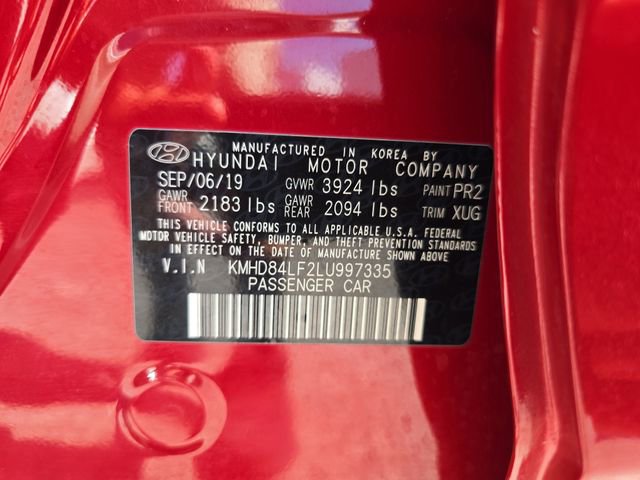 MANUFACTURED IN KOREA BY
HYUNDAI MOTOR COMPANY
SEP/06/19 GVWR 3924 lbs PAINT PR2
GAWR FRONT 2183 lbs GAWR REAR 2094 lbs TRIM XUG
THIS VEHICLE CONFORMS TO ALL APPLICABLE U.S.A. FEDERAL
MOTOR VEHICLE SAFETY, BUMPER, AND THEFT PREVENTION STANDARDS
IN EFFECT ON THE DATE OF MANUFACTURE SHOWN ABOVE.
V.I.N KMHD84LF2LU997335
PASSENGER CAR